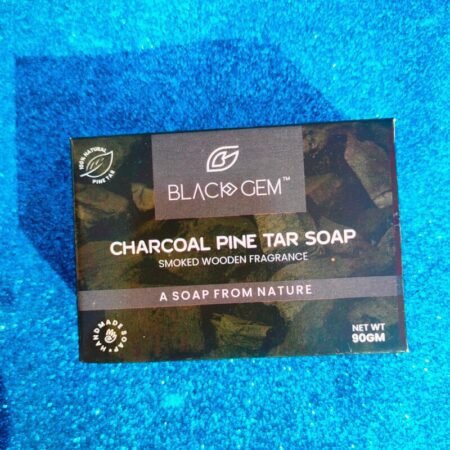 100% NATURAL
PINE TAR
BLACK GEM™
CHARCOAL PINE TAR SOAP
SMOKED WOODEN FRAGRANCE
A SOAP FROM NATURE
HANDMADE SOAP
NET WT
90GM